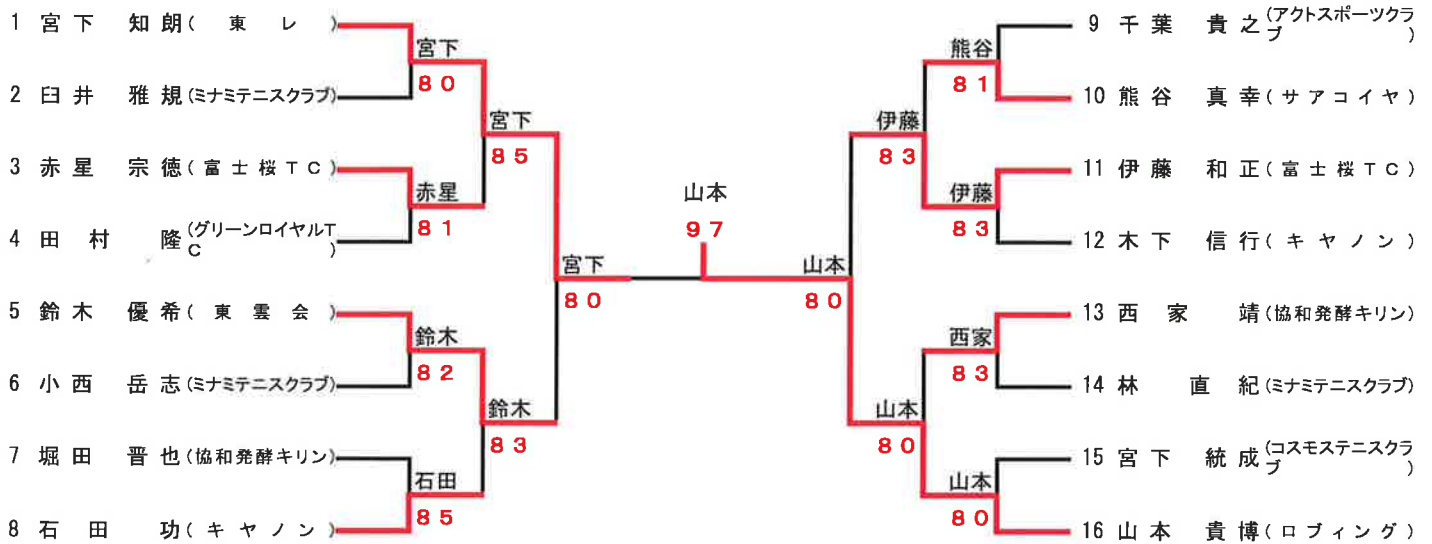 1 宮下 知朗(東レ)
宮下
80
2 臼井 雅規(ミナミテニスクラブ)
宮下
85
3 赤星 宗徳(富士桜TC)
赤星
81
4 田村 隆(グリーンロイヤルT
C)
宮下
80
5 鈴木 優希(東雲会)
鈴木
82
6 小西 岳志(ミナミテニスクラブ)
鈴木
83
7 堀田 晋也(協和発酵キリン)
石田
85
8 石田 功(キヤノン)
山本
97
9 千葉 貴之(アクトスポーツクラ
ブ)
熊谷
81
10 熊谷 真幸(サアコイヤ)
伊藤
83
11 伊藤 和正(富士桜TC)
伊藤
83
12 木下 信行(キヤノン)
山本
80
13 西家 靖(協和発酵キリン)
西家
83
14 林 直紀(ミナミテニスクラブ)
山本
80
15 宮下 統成(コスモステニスクラ
ブ)
山本
80
16 山本 貴博(ロブィング)